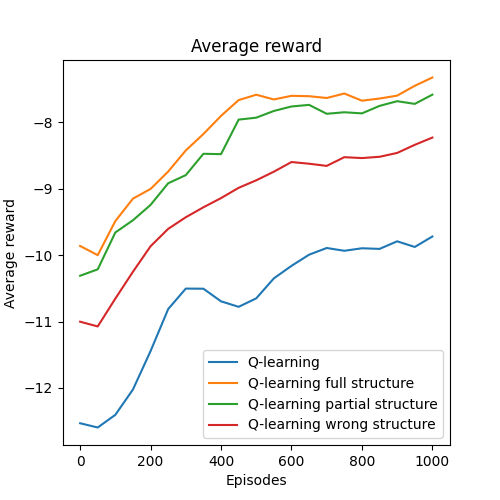 Average reward
Average reward
−8
−9
−10
−11
−12
Q-learning
Q-learning full structure
Q-learning partial structure
Q-learning wrong structure
0 200 400 600 800 1000
Episodes